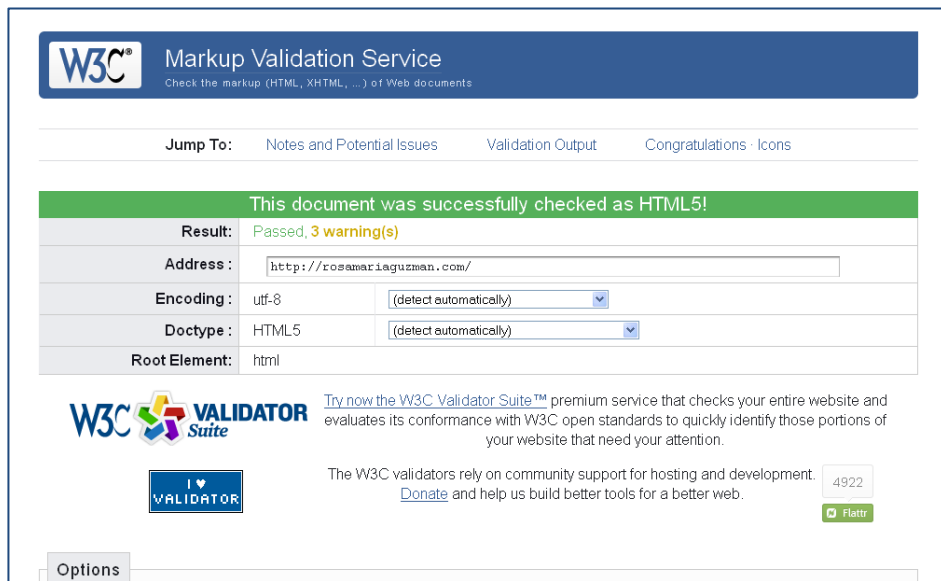 W3C®
Markup Validation Service
Check the markup (HTML, XHTML, …) of Web documents
Jump To: Notes and Potential Issues Validation Output Congratulations · Icons
This document was successfully checked as HTML5!
Result: Passed, 3 warning(s)
Address : http://rosamariaguzman.com/
Encoding : utf-8 (detect automatically)
Doctype : HTML5 (detect automatically)
Root Element: html
W3C VALIDATOR
Suite
Try now the W3C Validator Suite™ premium service that checks your entire website and
evaluates its conformance with W3C open standards to quickly identify those portions of
your website that need your attention.
I ♥
VALIDATOR
The W3C validators rely on community support for hosting and development.
Donate and help us build better tools for a better web.
4922
Flattr
Options